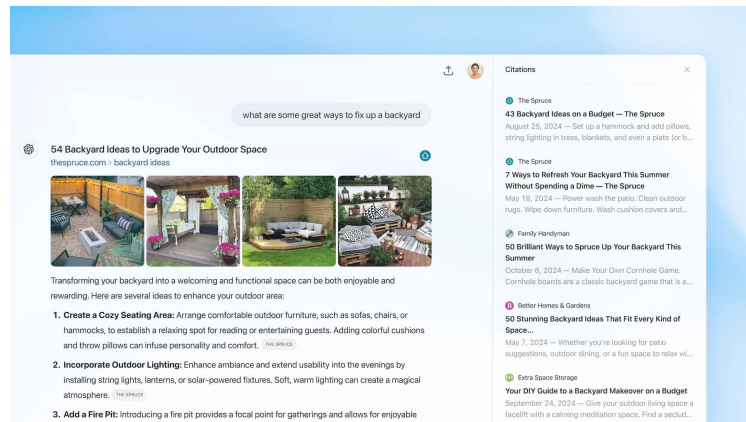 Citations
what are some great ways to fix up a backyard
54 Backyard Ideas to Upgrade Your Outdoor Space
thespruce.com › backyard ideas
Transforming your backyard into a welcoming and functional space can be both enjoyable and
rewarding. Here are several ideas to enhance your outdoor area:
1. Create a Cozy Seating Area: Arrange comfortable outdoor furniture, such as sofas, chairs, or
hammocks, to establish a relaxing spot for reading or entertaining guests. Adding colorful cushions
and throw pillows can infuse personality and comfort. THE SPRUCE
2. Incorporate Outdoor Lighting: Enhance ambiance and extend usability into the evenings by
installing string lights, lanterns, or solar-powered fixtures. Soft, warm lighting can create a magical
atmosphere. THE SPRUCE
3. Add a Fire Pit: Introducing a fire pit provides a focal point for gatherings and allows for enjoyable
The Spruce
43 Backyard Ideas on a Budget — The Spruce
August 25, 2024 — Set up a hammock and add pillows,
string lighting in trees, blankets, and even a plate (or b...
The Spruce
7 Ways to Refresh Your Backyard This Summer
Without Spending a Dime — The Spruce
May 18, 2024 — Power wash the patio. Clean outdoor
rugs. Wipe down furniture. Wash cushion covers and...
Family Handyman
50 Brilliant Ways to Spruce Up Your Backyard This
Summer
October 6, 2024 — Make Your Own Cornhole Game.
Cornhole boards are a classic backyard game that is e...
Better Homes & Gardens
50 Stunning Backyard Ideas That Fit Every Kind of
Space...
May 7, 2024 — Whether you're looking for patio
suggestions, outdoor dining, or a fun space to relax wi...
Extra Space Storage
Your DIY Guide to a Backyard Makeover on a Budget
September 24, 2024 — Give your outdoor living space a
facelift with a calming meditation space. Find a seclud...